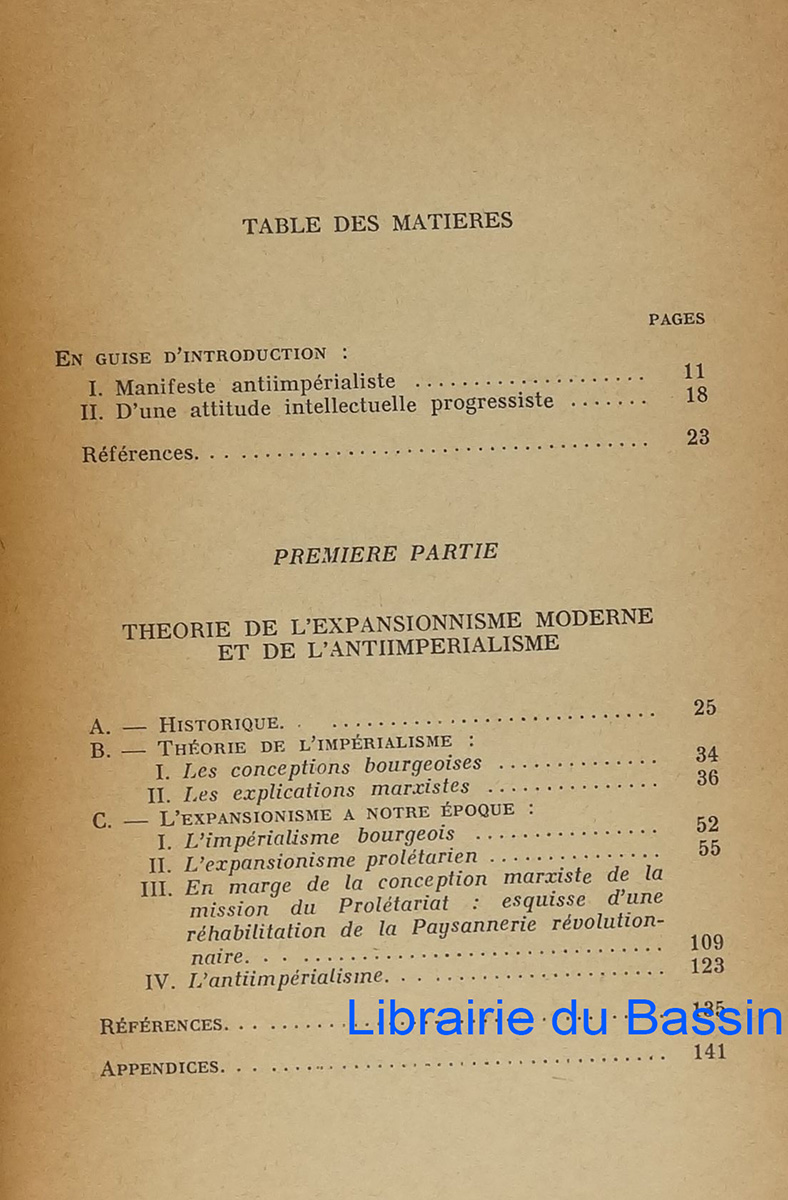 TABLE DES MATIERES
PAGES
EN GUISE D'INTRODUCTION :
I. Manifeste antiimpérialiste .................... 11
II. D'une attitude intellectuelle progressiste ....... 18
Références. .................................... 23
PREMIERE PARTIE
THEORIE DE L'EXPANSIONNISME MODERNE
ET DE L'ANTIIMPERIALISME
A. — HISTORIQUE. . ............................. 25
B. — THÉORIE DE L'IMPÉRIALISME :
I. Les conceptions bourgeoises .............. 34
II. Les explications marxistes ............... 36
C. — L'EXPANSIONISME A NOTRE ÉPOQUE :
I. L'impérialisme bourgeois ................ 52
II. L'expansionisme prolétarien ............... 55
III. En marge de la conception marxiste de la
mission du Prolétariat : esquisse d'une
réhabilitation de la Paysannerie révolution-
naire. ................................. 109
IV. L'antiimpérialisme. ........................ 123
RÉFÉRENCES. .................................... 135
Librairie du Bassin
APPENDICES. .................................... 141